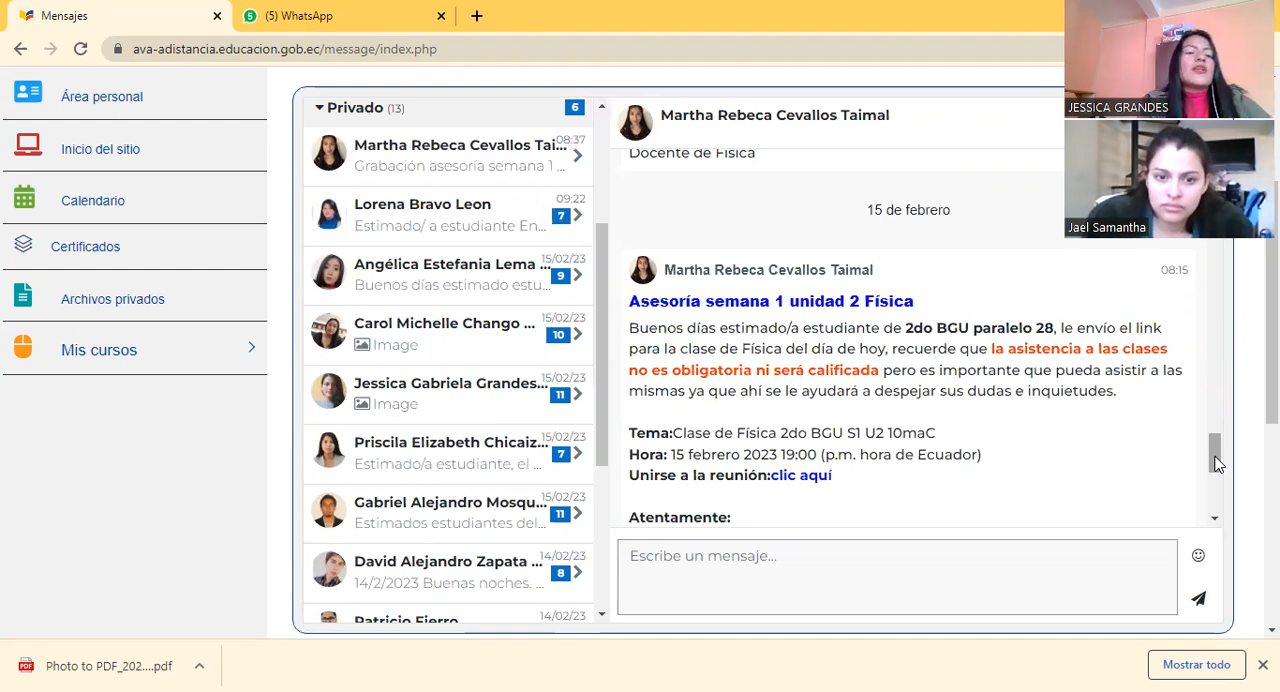 Mensajes
(5) WhatsApp
ava-adistancia.educacion.gob.ec/message/index.php
Área personal
Inicio del sitio
Calendario
Certificados
Archivos privados
Mis cursos
Privado (13)
6
Martha Rebeca Cevallos Tai...
08:37
Grabación asesoría semana 1 ...
Lorena Bravo Leon
09:22
Estimado/ a estudiante En...
7
Angélica Estefania Lema ...
15/02/23
Buenos días estimado estu...
9
Carol Michelle Chango ...
15/02/23
Image
10
Jessica Gabriela Grandes...
15/02/23
Image
11
Priscila Elizabeth Chicaiz...
15/02/23
Estimado/a estudiante, el ...
7
Gabriel Alejandro Mosqu...
15/02/23
Estimados estudiantes del...
11
David Alejandro Zapata ...
14/02/23
14/2/2023 Buenas noches. ...
8
Patricio Fierro
14/02/23
Martha Rebeca Cevallos Taimal
Docente de Física
15 de febrero
Martha Rebeca Cevallos Taimal
08:15
Asesoría semana 1 unidad 2 Física
Buenos días estimado/a estudiante de 2do BGU paralelo 28, le envío el link
para la clase de Física del día de hoy, recuerde que la asistencia a las clases
no es obligatoria ni será calificada pero es importante que pueda asistir a las
mismas ya que ahí se le ayudará a despejar sus dudas e inquietudes.
Tema:Clase de Física 2do BGU S1 U2 10maC
Hora: 15 febrero 2023 19:00 (p.m. hora de Ecuador)
Unirse a la reunión:clic aquí
Atentamente:
Escribe un mensaje...
JESSICA GRANDES
Jael Samantha
Photo to PDF_202....pdf
Mostrar todo